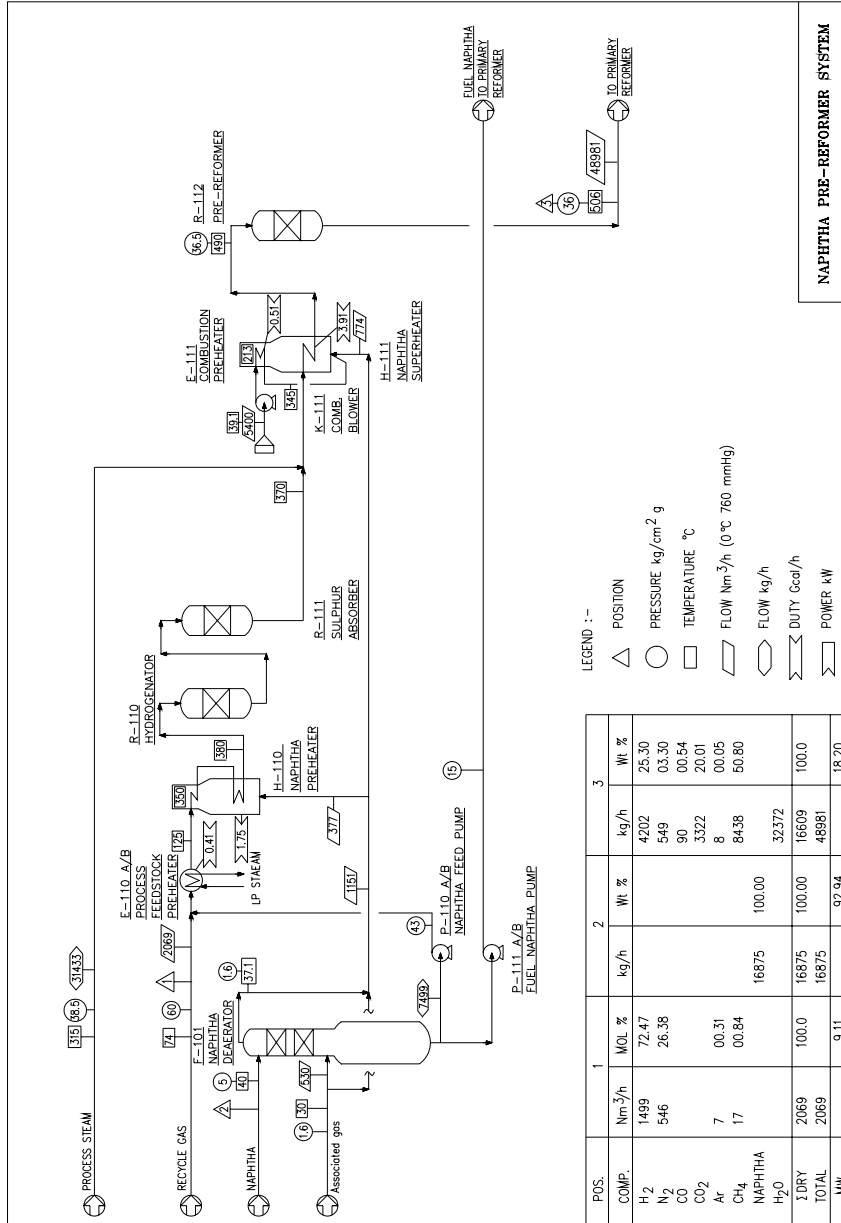 PROCESS STEAM
315
38.5
31433
RECYCLE GAS
74
60
1
2069
E-110 A/B
PROCESS
FEEDSTOCK
PREHEATER
125
0.41
LP STAEAM
350
1.75
380
H-110
NAPHTHA
PREHEATER
R-110
HYDROGENATOR
R-111
SULPHUR
ABSORBER
370
E-111
COMBUSTION
PREHEATER
39.1
5400
213
345
K-111
COMB.
BLOWER
0.51
3.91
774
H-111
NAPHTHA
SUPERHEATER
36.5
490
R-112
PRE-REFORMER
FUEL NAPHTHA
TO PRIMARY
REFORMER
TO PRIMARY
REFORMER
3
36
506
48981
NAPHTHA
2
5
40
F-101
NAPHTHA
DEAERATOR
1.6
37.1
Associated gas
1.6
30
530
1151
377
7499
43
P-110 A/B
NAPHTHA FEED PUMP
15
P-111 A/B
FUEL NAPHTHA PUMP
LEGEND :-
POSITION
PRESSURE kg/cm2 g
TEMPERATURE °C
FLOW Nm3/h (0°C 760 mmHg)
FLOW kg/h
DUTY Gcal/h
POWER kW
POS. 1 2 3
COMP. Nm3/h MOL % kg/h Wt % kg/h Wt %
H2 1499 72.47 4202 25.30
N2 546 26.38 549 03.30
CO 90 00.54
CO2 3322 20.01
Ar 7 00.31 8 00.05
CH4 17 00.84 8438 50.80
NAPHTHA 16875 100.00
H2O 32372
Σ DRY 2069 100.0 16875 100.00 16609 100.0
TOTAL 2069 16875 48981
MW 9.11 92.94 18.20
NAPHTHA PRE-REFORMER SYSTEM